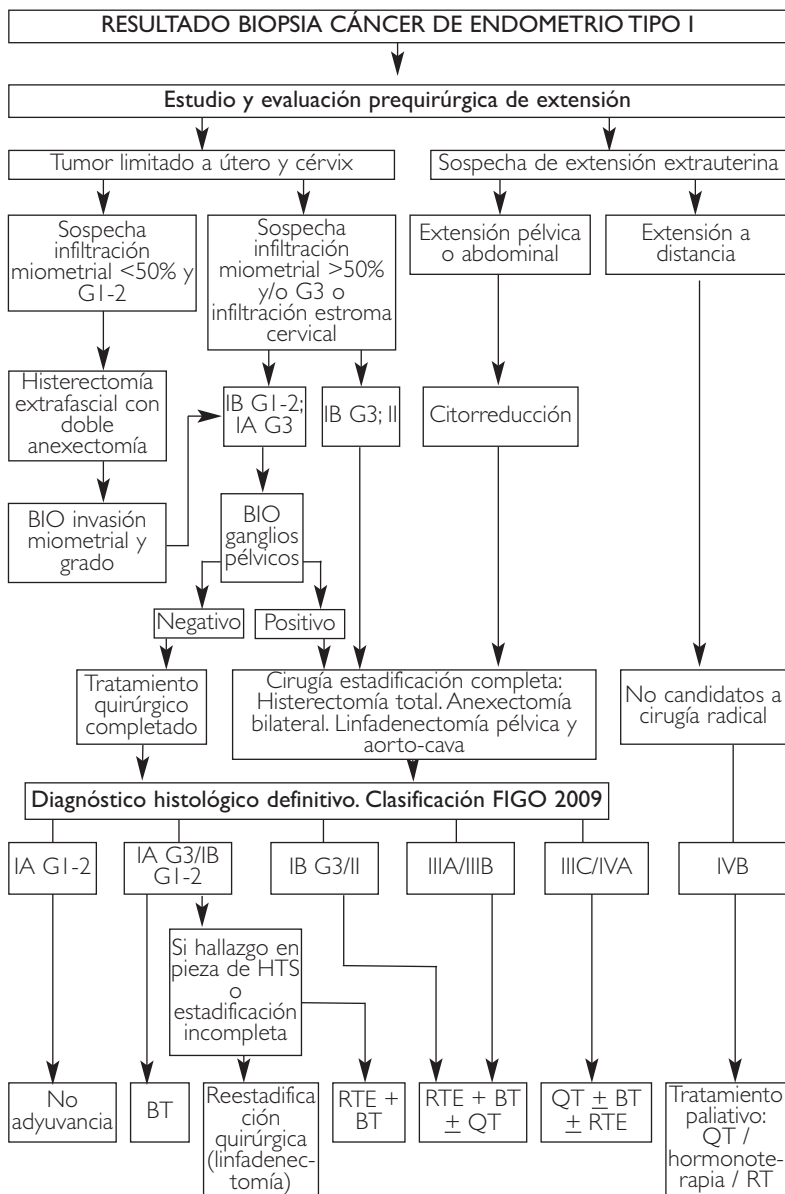 RESULTADO BIOPSIA CÁNCER DE ENDOMETRIO TIPO I
Estudio y evaluación prequirúrgica de extensión
Tumor limitado a útero y cérvix
Sospecha de extensión extrauterina
Sospecha
infiltración
miometrial <50% y
G1-2
Sospecha
infiltración
miometrial >50%
y/o G3 o
infiltración estroma
cervical
Extensión pélvica
o abdominal
Extensión a
distancia
Histerectomía
extrafascial con
doble
anexectomía
IB G1-2;
IA G3
IB G3; II
Citorreducción
BIO invasión
miometrial y
grado
BIO
ganglios
pélvicos
Negativo
Positivo
Tratamiento
quirúrgico
completado
Cirugía estadificación completa:
Histerectomía total. Anexectomía
bilateral. Linfadenectomía pélvica y
aorto-cava
No candidatos a
cirugía radical
Diagnóstico histológico definitivo. Clasificación FIGO 2009
IA G1-2
IA G3/IB
G1-2
IB G3/II
IIIA/IIIB
IIIC/IVA
IVB
Si hallazgo en
pieza de HTS
o
estadificación
incompleta
No
adyuvancia
BT
Reestadific
ación
quirúrgica
(linfadenec-
tomía)
RTE +
BT
RTE + BT
± QT
QT ± BT
± RTE
Tratamiento
paliativo:
QT /
hormonote-
rapia / RT